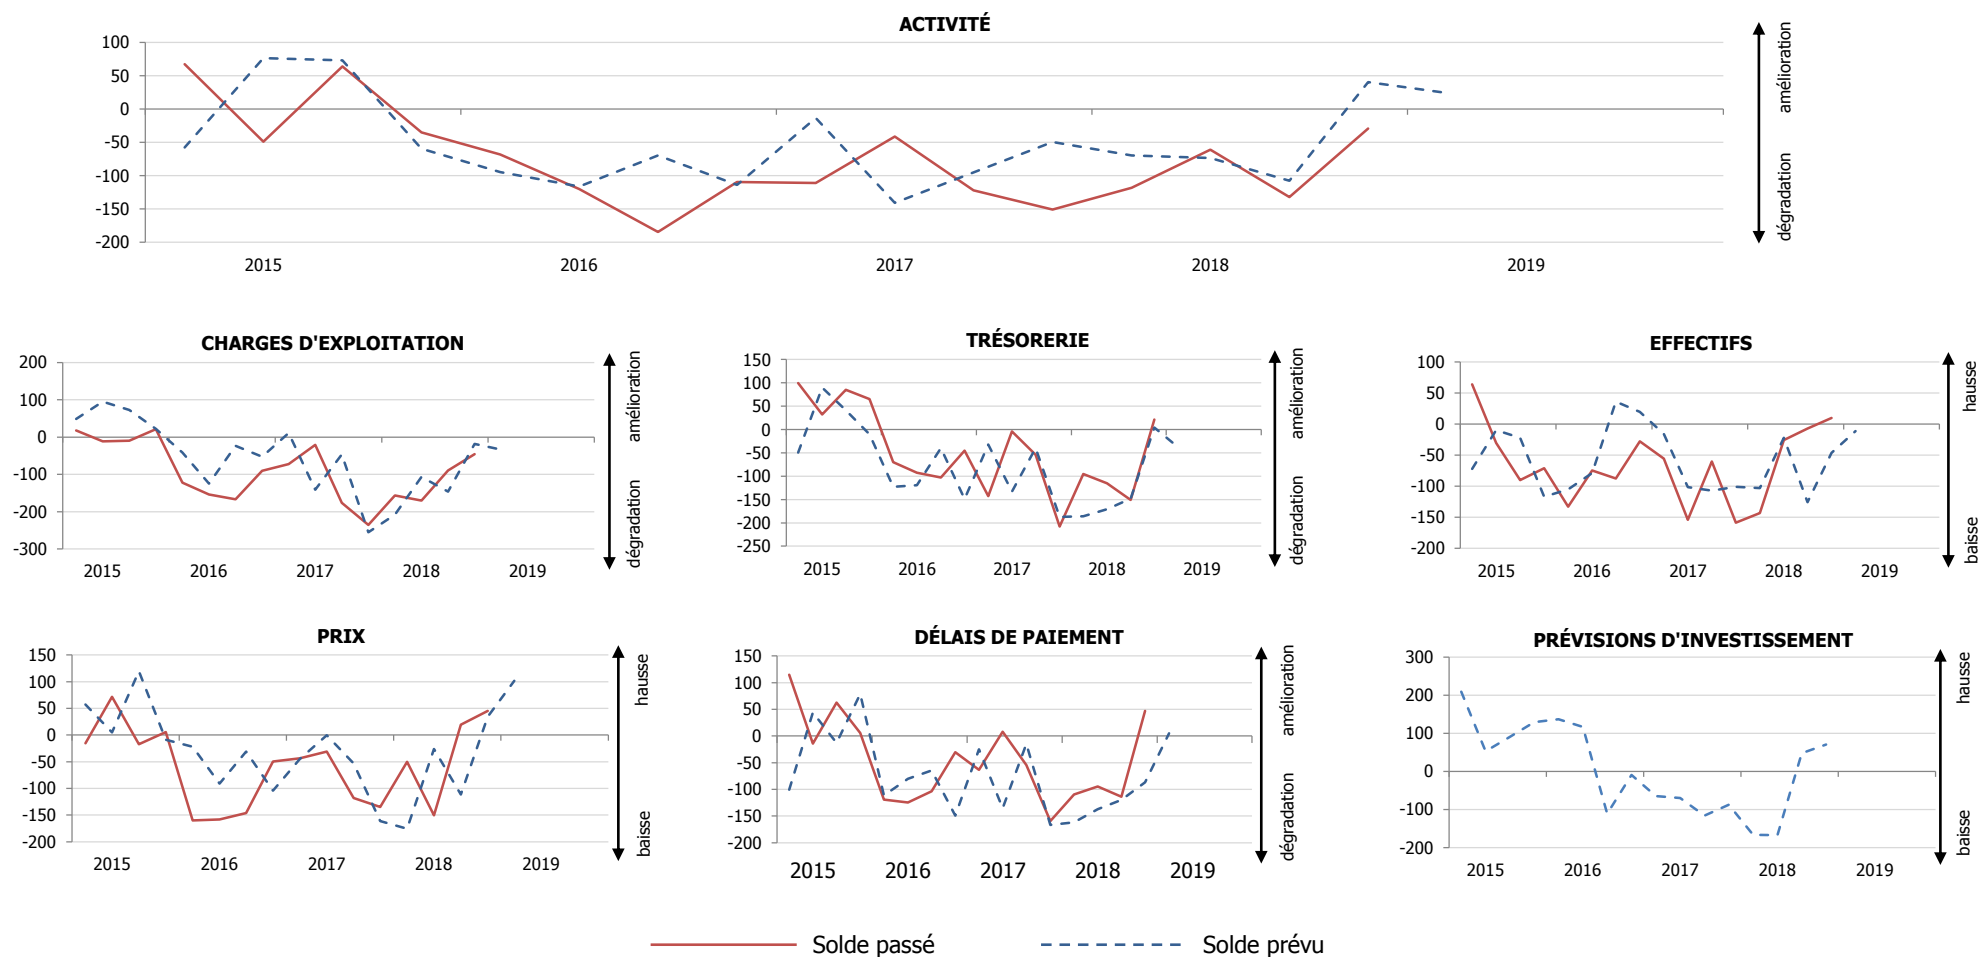 ACTIVITÉ
100
50
0
-50
-100
-150
-200
2015 2016 2017 2018 2019
amélioration
dégradation
CHARGES D'EXPLOITATION
200
100
0
-100
-200
-300
2015 2016 2017 2018 2019
amélioration
dégradation
TRÉSORERIE
150
100
50
0
-50
-100
-150
-200
-250
2015 2016 2017 2018 2019
amélioration
dégradation
EFFECTIFS
100
50
0
-50
-100
-150
-200
2015 2016 2017 2018 2019
hausse
baisse
PRIX
150
100
50
0
-50
-100
-150
-200
2015 2016 2017 2018 2019
hausse
baisse
DÉLAIS DE PAIEMENT
150
100
50
0
-50
-100
-150
-200
2015 2016 2017 2018 2019
amélioration
dégradation
PRÉVISIONS D'INVESTISSEMENT
300
200
100
0
-100
-200
2015 2016 2017 2018 2019
hausse
baisse
Solde passé Solde prévu